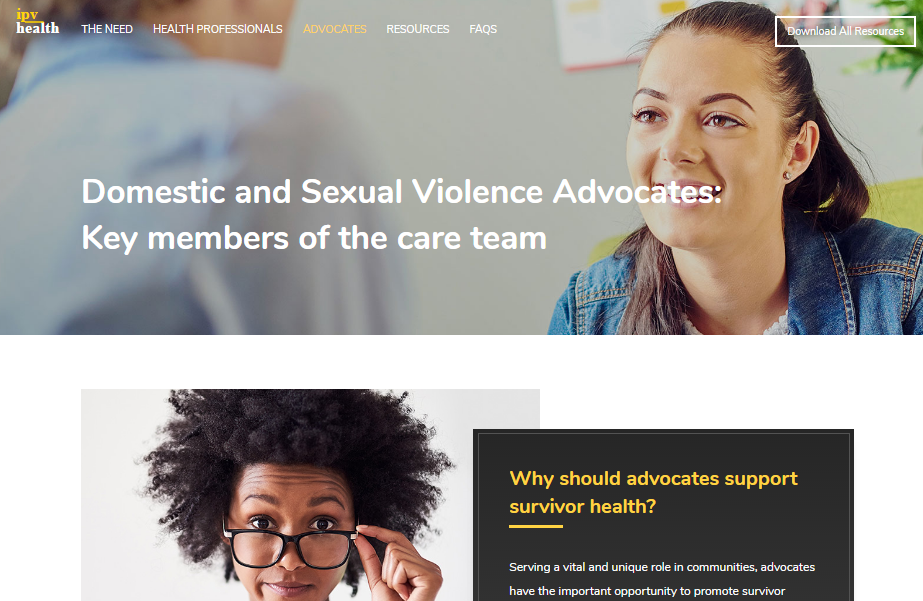 ipv
health
THE NEED
HEALTH PROFESSIONALS
ADVOCATES
RESOURCES
FAQS
Download All Resources
Domestic and Sexual Violence Advocates:
Key members of the care team
Why should advocates support
survivor health?
Serving a vital and unique role in communities, advocates
have the important opportunity to promote survivor